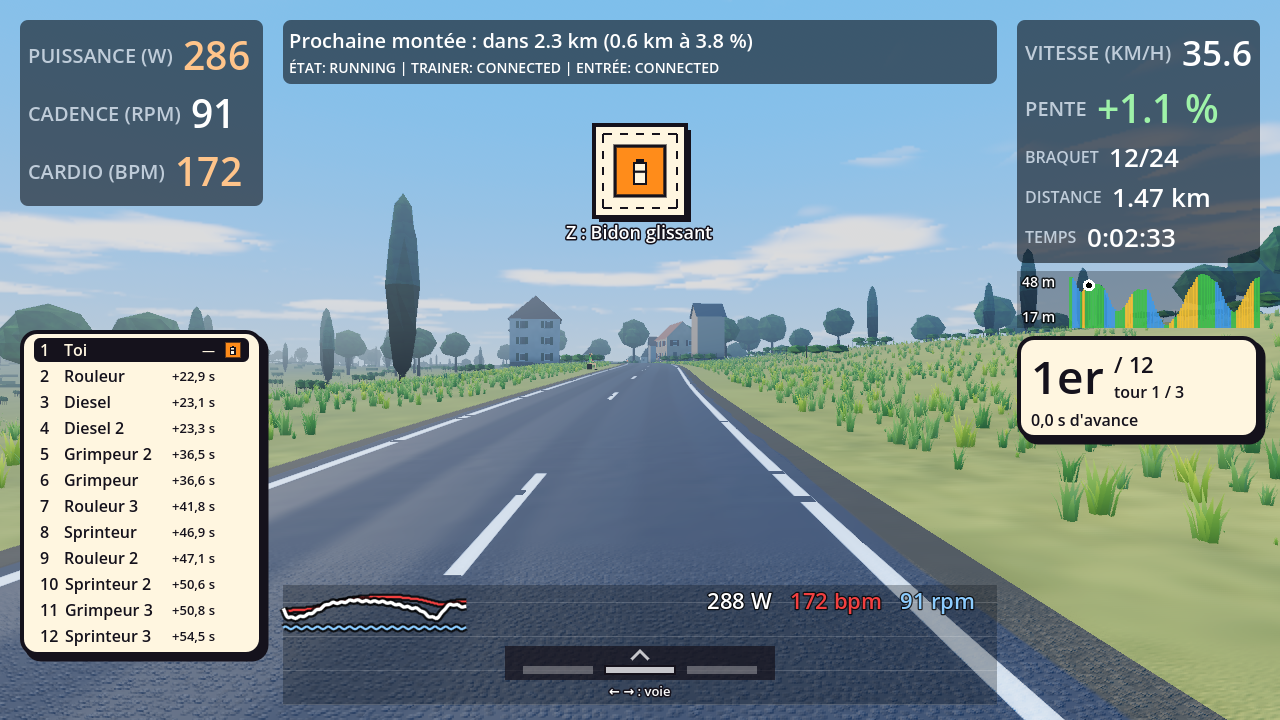 PUISSANCE (W) 286
CADENCE (RPM) 91
CARDIO (BPM) 172
Prochaine montée : dans 2.3 km (0.6 km à 3.8 %)
ÉTAT: RUNNING | TRAINER: CONNECTED | ENTRÉE: CONNECTED
Z : Bidon glissant
VITESSE (KM/H) 35.6
PENTE +1.1 %
BRAQUET 12/24
DISTANCE 1.47 km
TEMPS 0:02:33
48 m
17 m
1er / 12
tour 1 / 3
0,0 s d'avance
1 Toi —
2 Rouleur +22,9 s
3 Diesel +23,1 s
4 Diesel 2 +23,3 s
5 Grimpeur 2 +36,5 s
6 Grimpeur +36,6 s
7 Rouleur 3 +41,8 s
8 Sprinteur +46,9 s
9 Rouleur 2 +47,1 s
10 Sprinteur 2 +50,6 s
11 Grimpeur 3 +50,8 s
12 Sprinteur 3 +54,5 s
288 W 172 bpm 91 rpm
← → : voie